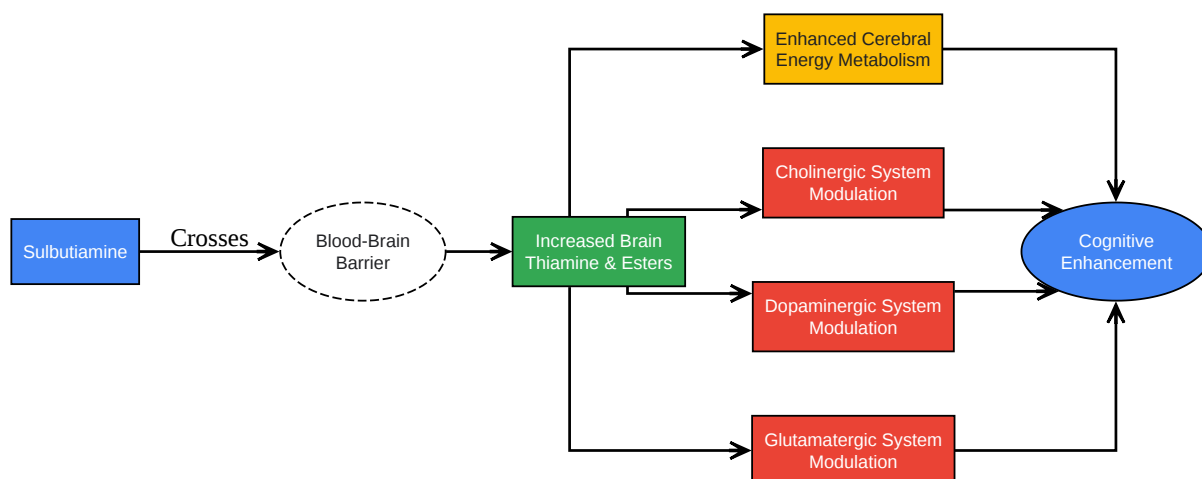 Enhanced Cerebral
Energy Metabolism
Cholinergic System
Modulation
Sulbutiamine
Crosses
Blood-Brain
Barrier
Increased Brain
Thiamine & Esters
Cognitive
Enhancement
Dopaminergic System
Modulation
Glutamatergic System
Modulation